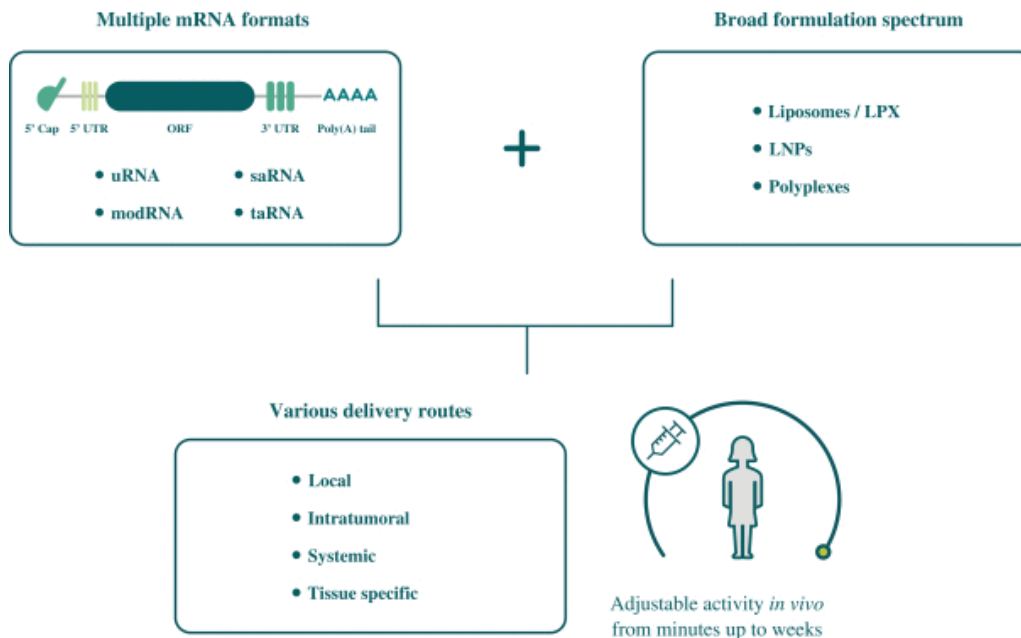 Multiple mRNA formats
Broad formulation spectrum
AAAA
5' Cap 5' UTR ORF 3' UTR Poly(A) tail
• uRNA • saRNA
• modRNA • taRNA
+
• Liposomes / LPX
• LNPs
• Polyplexes
Various delivery routes
• Local
• Intratumoral
• Systemic
• Tissue specific
Adjustable activity in vivo
from minutes up to weeks